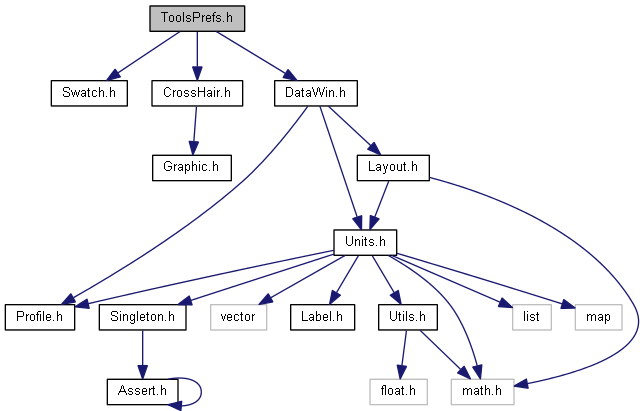 ToolsPrefs.h
Swatch.h
CrossHair.h
DataWin.h
Graphic.h
Layout.h
Units.h
Profile.h
Singleton.h
vector
Label.h
Utils.h
list
map
Assert.h
float.h
math.h